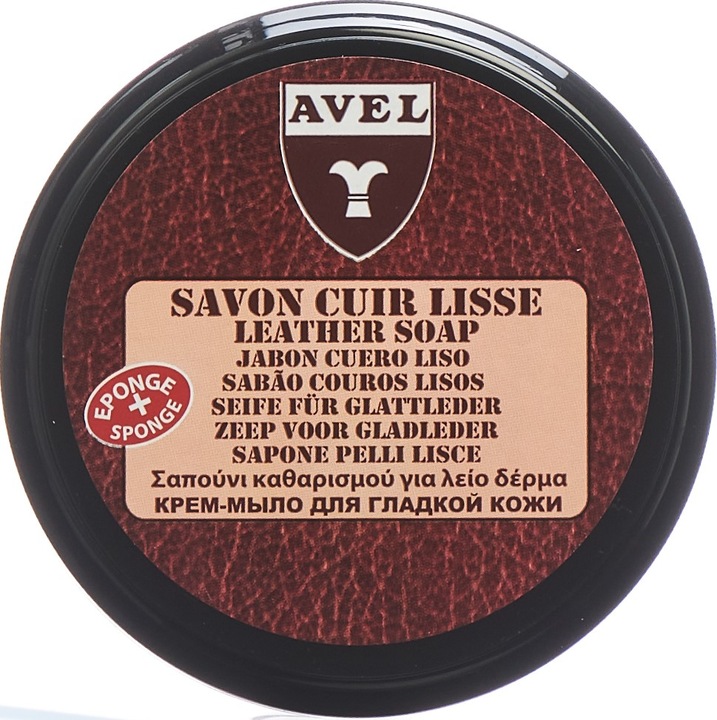 AVEL
SAVON CUIR LISSE
LEATHER SOAP
JABON CUERO LISO
SABÃO COUROS LISOS
SEIFE FÜR GLATTLEDER
ZEEP VOOR GLADLEDER
SAPONE PELLI LISCE
Σαπούνι καθαρισμού για λείο δέρμα
КРЕМ-МЫЛО ДЛЯ ГЛАДКОЙ КОЖИ
EPONGE
+
SPONGE